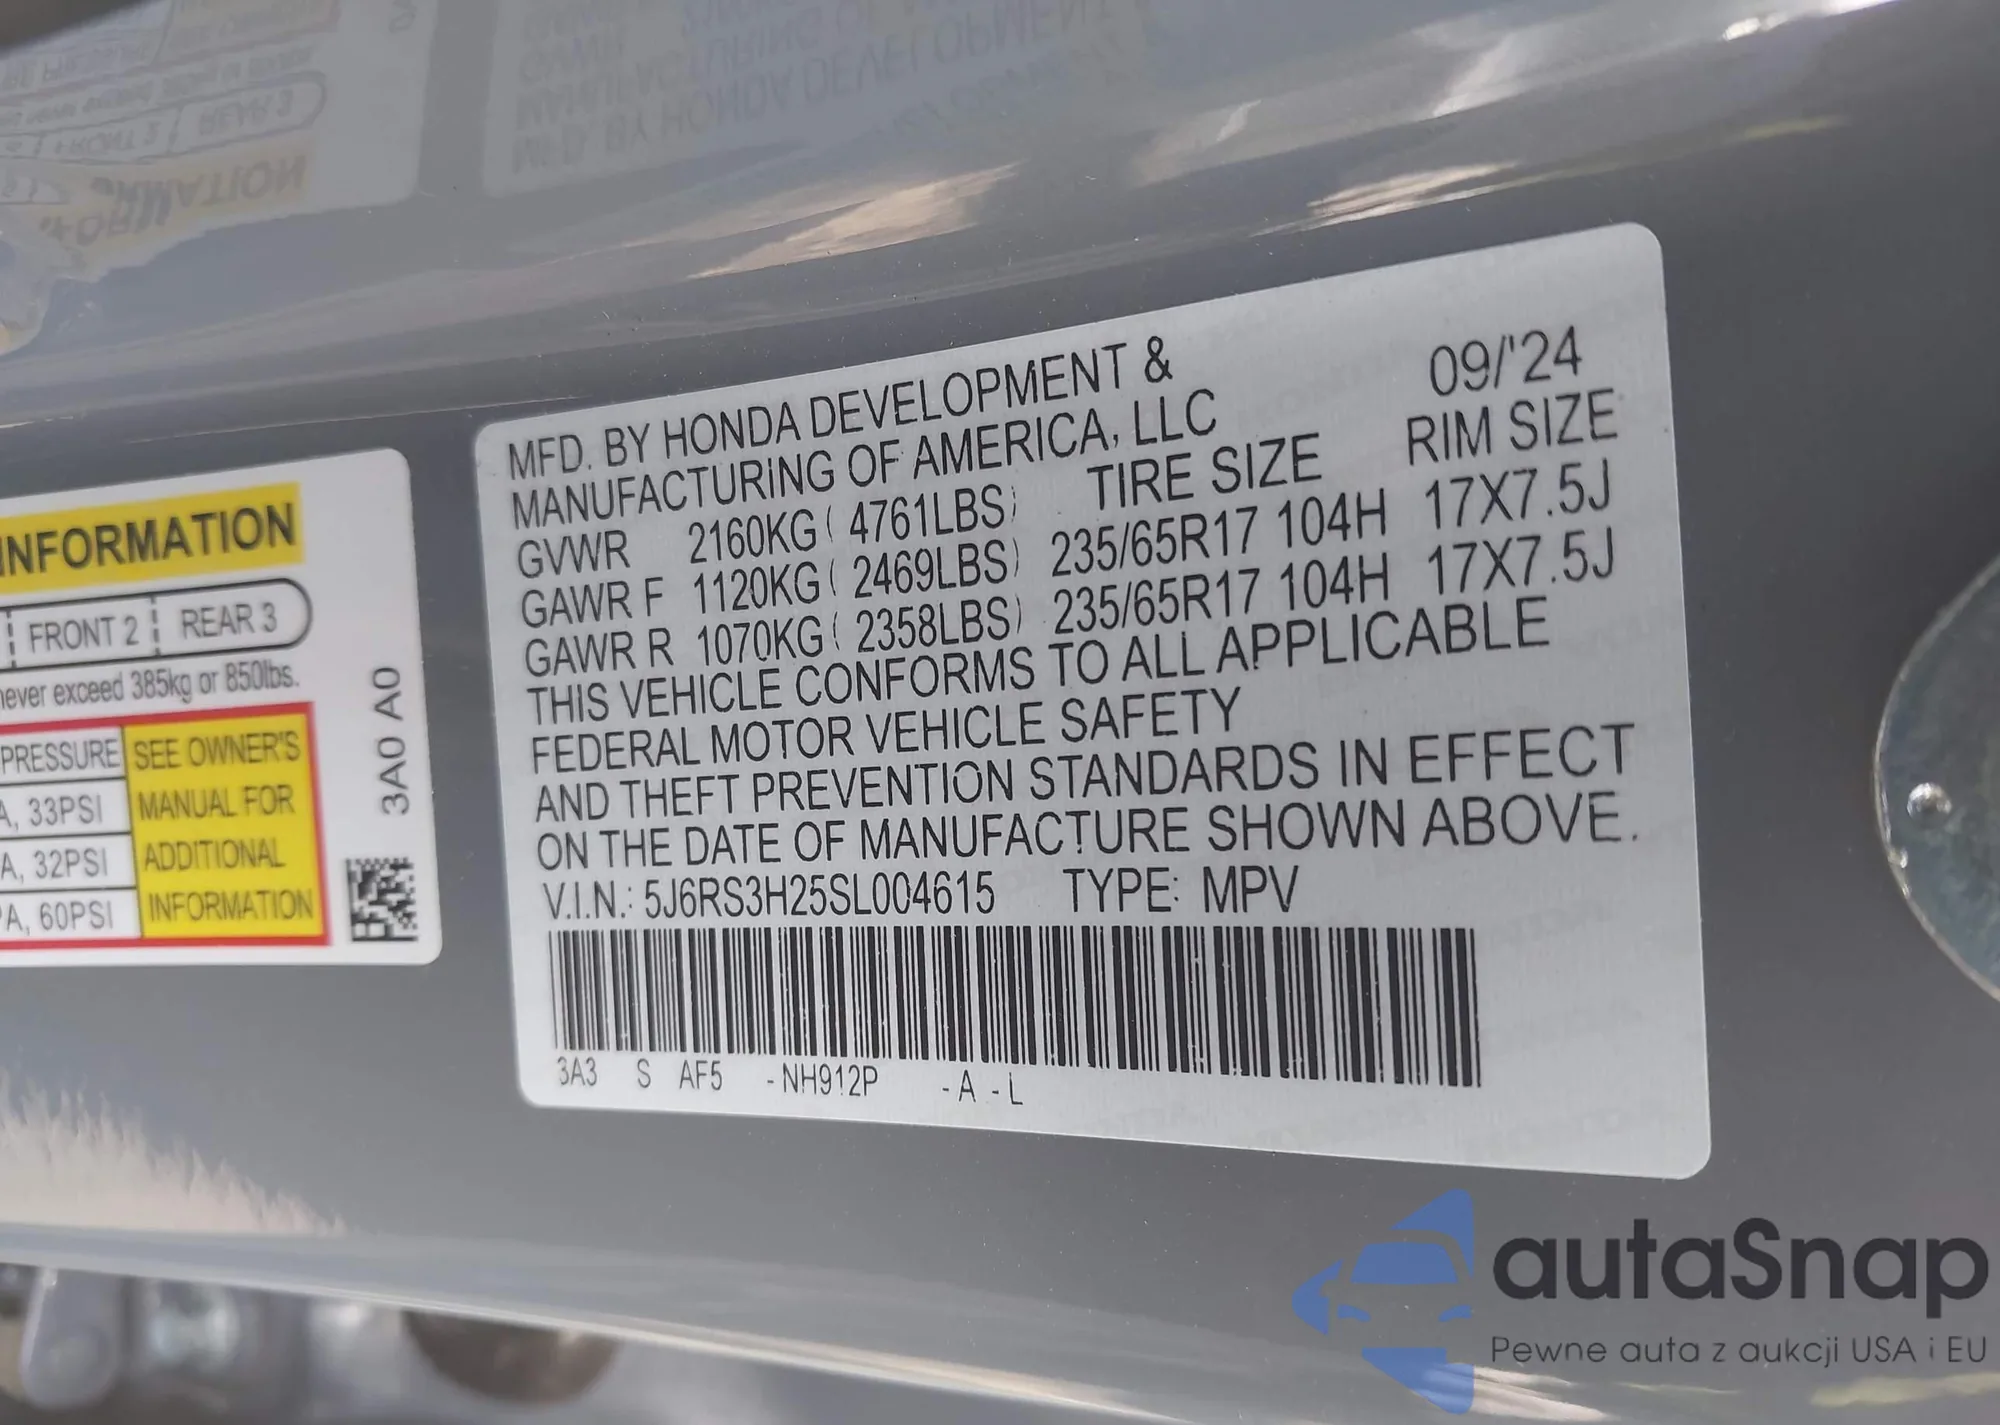 MFD. BY HONDA DEVELOPMENT &
MANUFACTURING OF AMERICA, LLC
09/'24
GVWR 2160KG ( 4761LBS) TIRE SIZE RIM SIZE
GAWR F 1120KG ( 2469LBS) 235/65R17 104H 17X7.5J
GAWR R 1070KG ( 2358LBS) 235/65R17 104H 17X7.5J
THIS VEHICLE CONFORMS TO ALL APPLICABLE
FEDERAL MOTOR VEHICLE SAFETY
AND THEFT PREVENTION STANDARDS IN EFFECT
ON THE DATE OF MANUFACTURE SHOWN ABOVE.
V.I.N.: 5J6RS3H25SL004615 TYPE: MPV
3A3 S AF5 -NH912P -A -L
INFORMATION
FRONT 2 REAR 3
never exceed 385kg or 850lbs.
PRESSURE
A, 33PSI
A, 32PSI
PA, 60PSI
SEE OWNER'S
MANUAL FOR
ADDITIONAL
INFORMATION
3A0 A0
autaSnap
Pewne auta z aukcji USA i EU